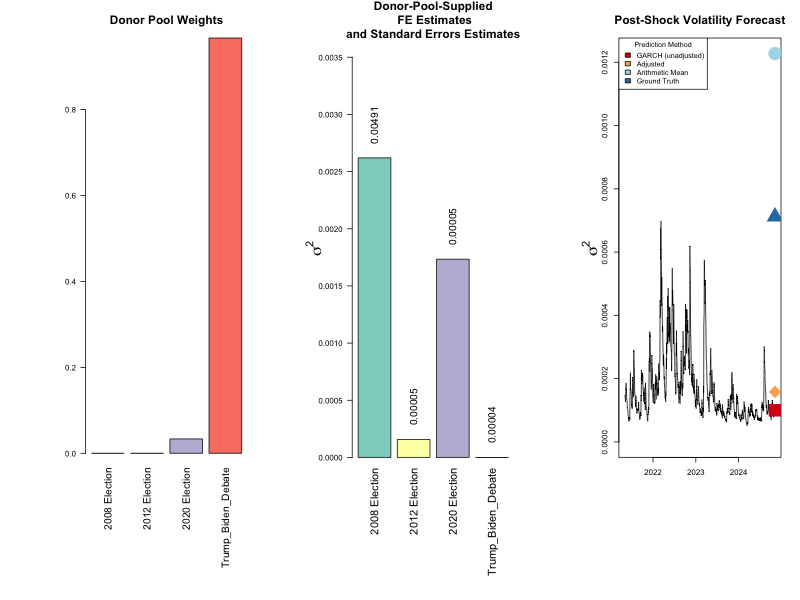 Donor Pool Weights
0.0
0.2
0.4
0.6
0.8
2008 Election
2012 Election
2020 Election
Trump_Biden_Debate
Donor-Pool-Supplied
FE Estimates
and Standard Errors Estimates
σ2
0.0000
0.0005
0.0010
0.0015
0.0020
0.0025
0.0030
0.0035
0.00491
0.00005
0.00005
0.00004
2008 Election
2012 Election
2020 Election
Trump_Biden_Debate
Post-Shock Volatility Forecast
σ2
0.0000
0.0002
0.0004
0.0006
0.0008
0.0010
0.0012
Prediction Method
GARCH (unadjusted)
Adjusted
Arithmetic Mean
Ground Truth
2022
2023
2024